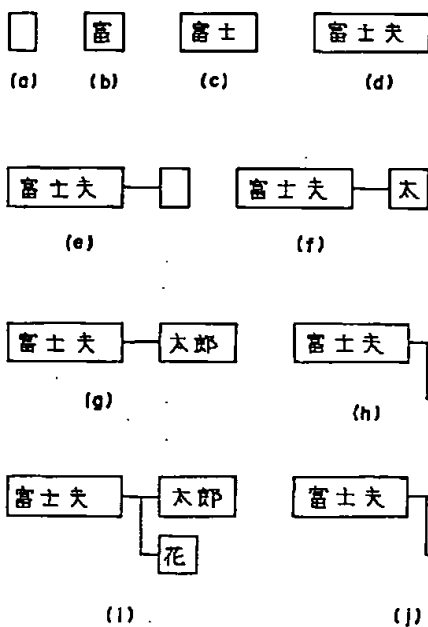 富 富士 富士夫
(a) (b) (c) (d)
富士夫 富士夫 太
(e) (f)
富士夫 太郎 富士夫
(g) (h)
富士夫 太郎 富士夫
花
(i) (j)